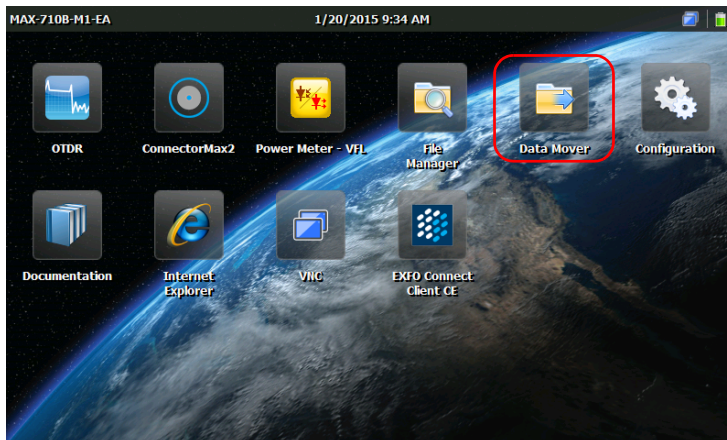 MAX-710B-M1-EA 1/20/2015 9:34 AM
OTDR ConnectorMax2 Power Meter - VFL File Manager Data Mover Configuration
Documentation Internet Explorer VNC EXFO Connect Client CE